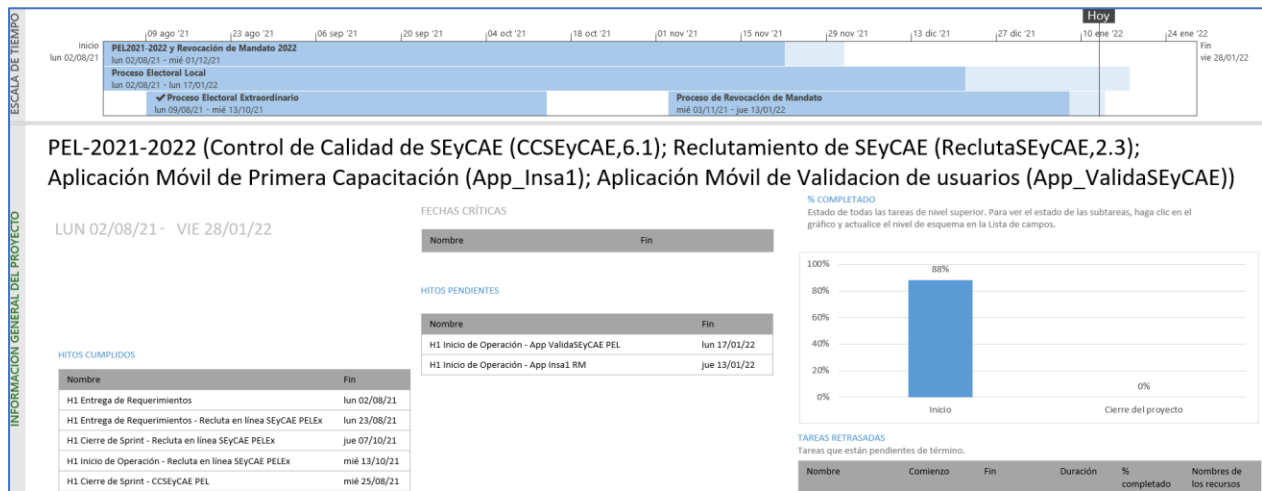 ESCALA DE TIEMPO
Hoy
09 ago '21 23 ago '21 06 sep '21 20 sep '21 04 oct '21 18 oct '21 01 nov '21 15 nov '21 29 nov '21 13 dic '21 27 dic '21 10 ene '22 24 ene '22
Inicio
lun 02/08/21
PEL2021-2022 y Revocación de Mandato 2022
lun 02/08/21 - mié 01/12/21
Proceso Electoral Local
lun 02/08/21 - lun 17/01/22
✔ Proceso Electoral Extraordinario
lun 09/08/21 - mié 13/10/21
Proceso de Revocación de Mandato
mié 03/11/21 - jue 13/01/22
Fin
vie 28/01/22
INFORMACIÓN GENERAL DEL PROYECTO
PEL-2021-2022 (Control de Calidad de SEyCAE (CCSEyCAE,6.1); Reclutamiento de SEyCAE (ReclutaSEyCAE,2.3);
Aplicación Móvil de Primera Capacitación (App_Insa1); Aplicación Móvil de Validacion de usuarios (App_ValidaSEyCAE))
LUN 02/08/21 - VIE 28/01/22
HITOS CUMPLIDOS
Nombre Fin
H1 Entrega de Requerimientos lun 02/08/21
H1 Entrega de Requerimientos - Recluta en línea SEyCAE PELEx lun 23/08/21
H1 Cierre de Sprint - Recluta en línea SEyCAE PELEx jue 07/10/21
H1 Inicio de Operación - Recluta en línea SEyCAE PELEx mié 13/10/21
H1 Cierre de Sprint - CCSEyCAE PEL mié 25/08/21
FECHAS CRÍTICAS
Nombre Fin
HITOS PENDIENTES
Nombre Fin
H1 Inicio de Operación - App ValidaSEyCAE PEL lun 17/01/22
H1 Inicio de Operación - App Insa1 RM jue 13/01/22
% COMPLETADO
Estado de todas las tareas de nivel superior. Para ver el estado de las subtareas, haga clic en el
gráfico y actualice el nivel de esquema en la Lista de campos.
100%
80%
60%
40%
20%
0%
88%
0%
Inicio Cierre del proyecto
TAREAS RETRASADAS
Tareas que están pendientes de término.
Nombre Comienzo Fin Duración % completado Nombres de los recursos